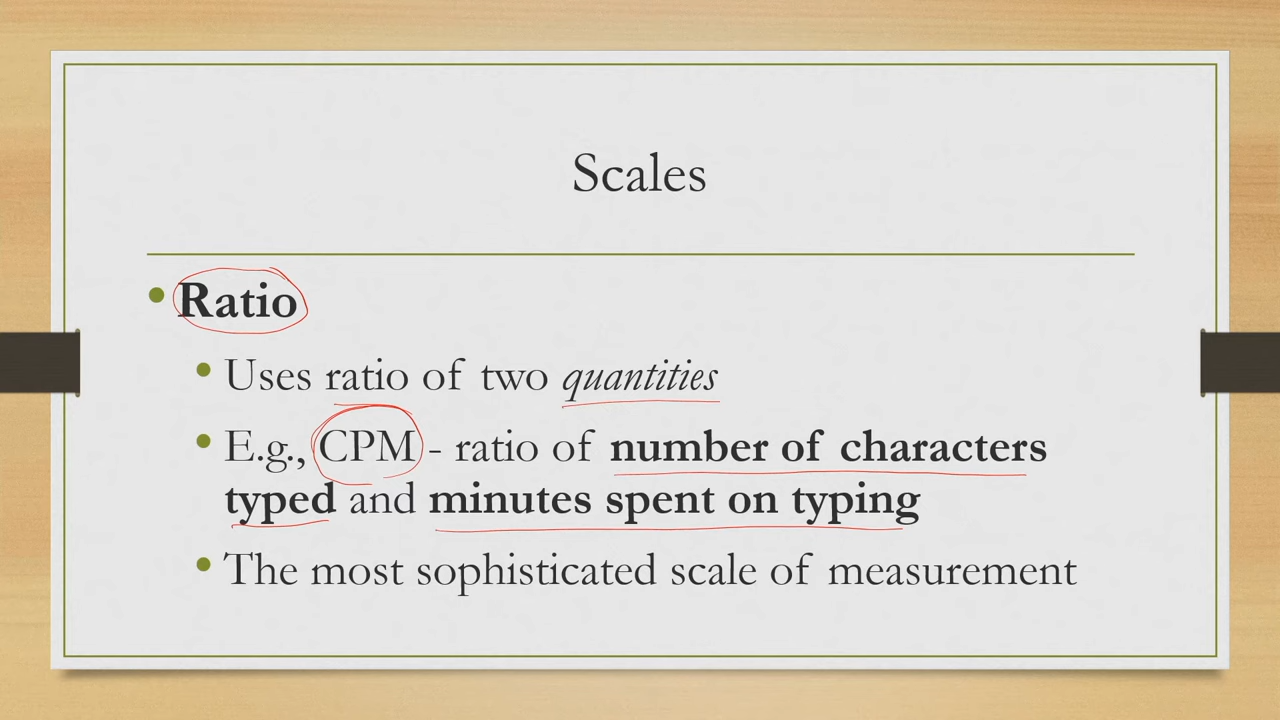 Scales
Ratio
Uses ratio of two quantities
E.g., CPM - ratio of number of characters
typed and minutes spent on typing
The most sophisticated scale of measurement